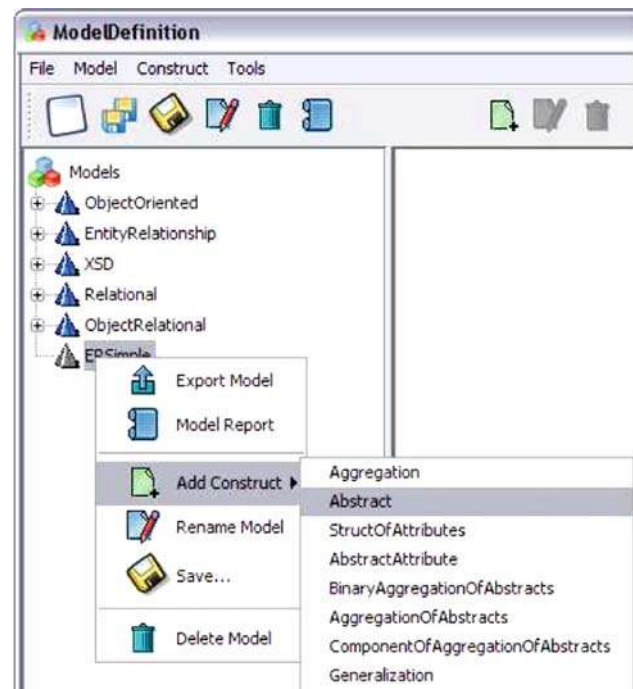 ModelDefinition
File Model Construct Tools
Models
ObjectOriented
EntityRelationship
XSD
Relational
ObjectRelational
ERSimple
Export Model
Model Report
Add Construct
Rename Model
Save...
Delete Model
Aggregation
Abstract
StructOfAttributes
AbstractAttribute
BinaryAggregationOfAbstracts
AggregationOfAbstracts
ComponentOfAggregationOfAbstracts
Generalization